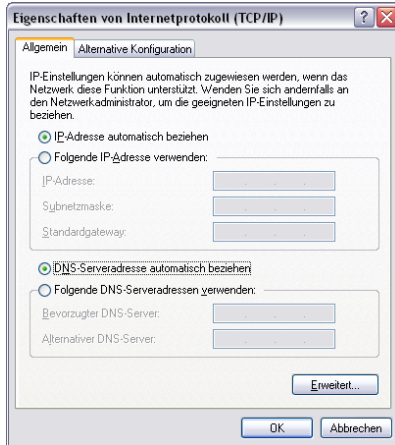 Eigenschaften von Internetprotokoll (TCP/IP)
Allgemein
Alternative Konfiguration
IP-Einstellungen können automatisch zugewiesen werden, wenn das
Netzwerk diese Funktion unterstützt. Wenden Sie sich andernfalls an
den Netzwerkadministrator, um die geeigneten IP-Einstellungen zu
beziehen.
IP-Adresse automatisch beziehen
Folgende IP-Adresse verwenden:
IP-Adresse:
Subnetzmaske:
Standardgateway:
DNS-Serveradresse automatisch beziehen
Folgende DNS-Serveradressen verwenden:
Bevorzugter DNS-Server:
Alternativer DNS-Server:
Erweitert...
OK
Abbrechen